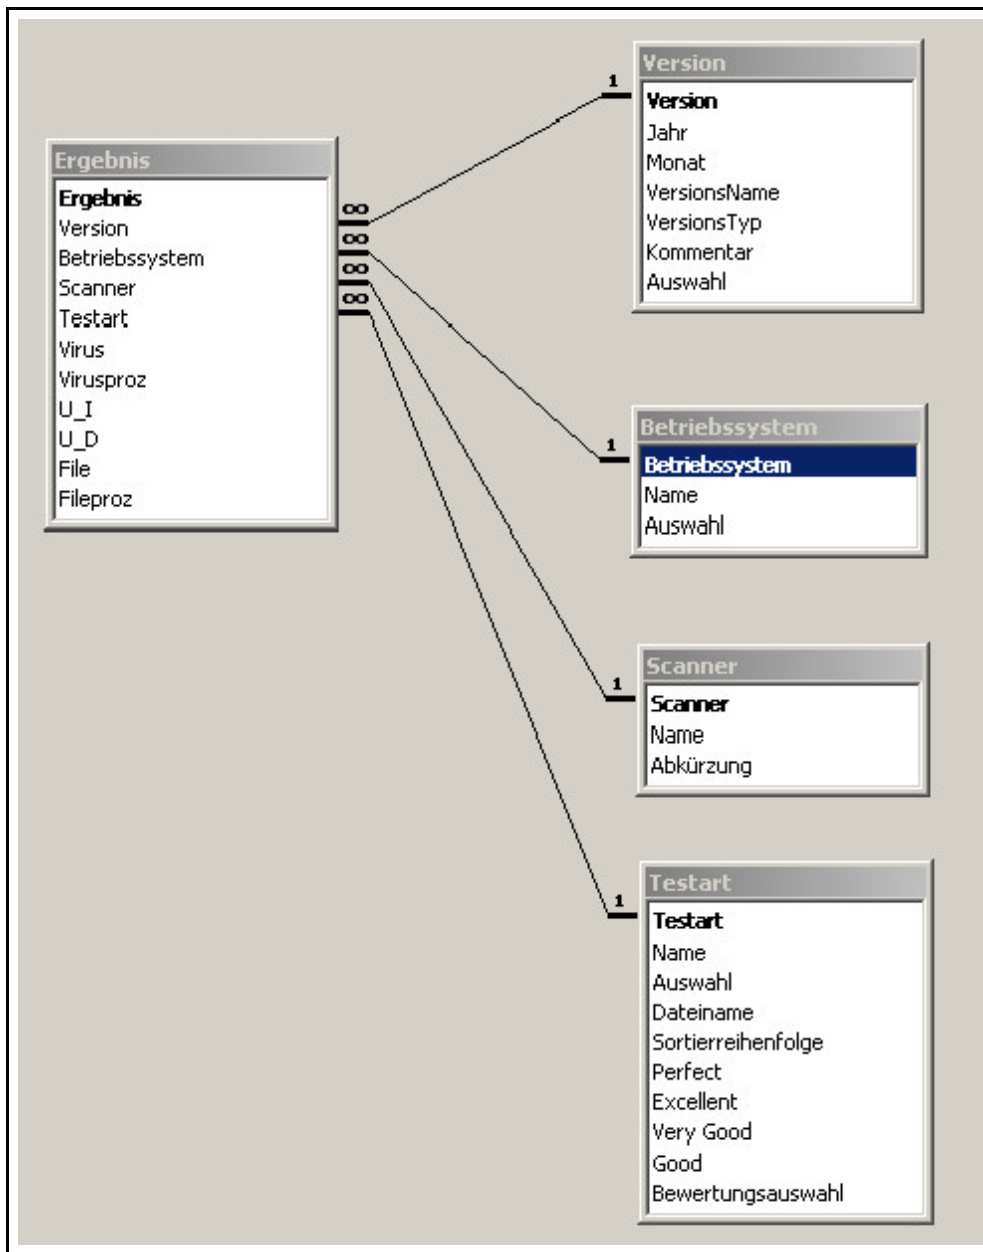 Ergebnis
Ergebnis
Version
Betriebssystem
Scanner
Testart
Virus
Virusproz
U_I
U_D
File
Fileproz
∞
∞
∞
∞
1
Version
Version
Jahr
Monat
VersionsName
VersionsTyp
Kommentar
Auswahl
1
Betriebssystem
Betriebssystem
Name
Auswahl
1
Scanner
Scanner
Name
Abkürzung
1
Testart
Testart
Name
Auswahl
Dateiname
Sortierreihenfolge
Perfect
Excellent
Very Good
Good
Bewertungsauswahl